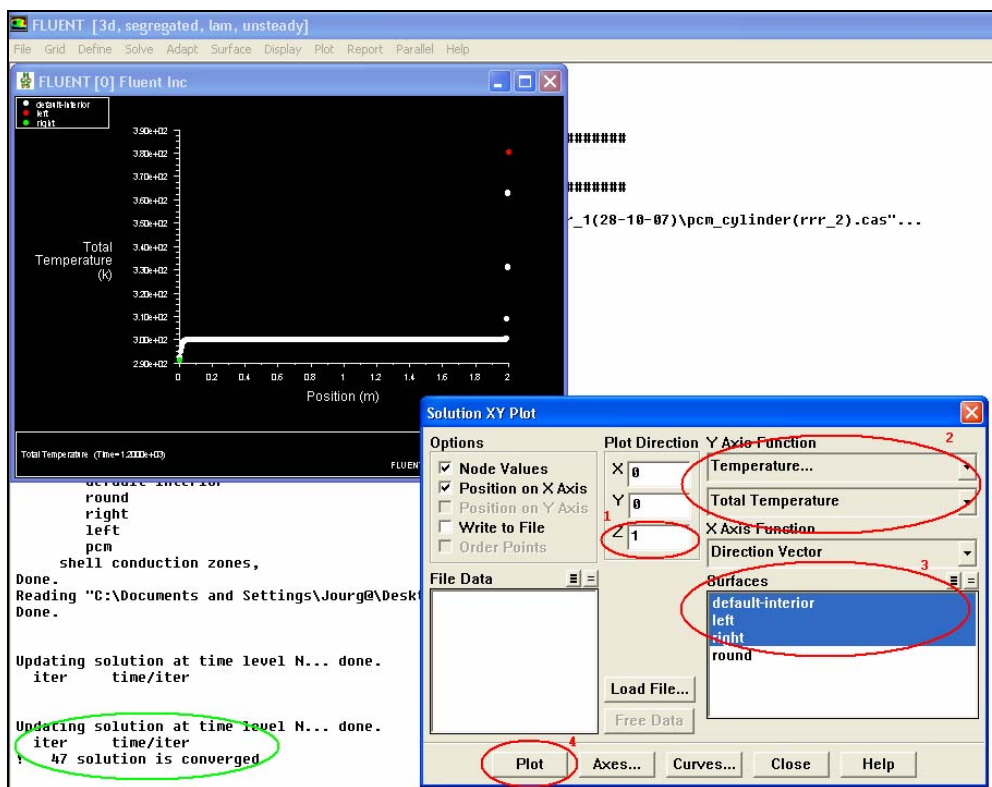 FLUENT [3d, segregated, lam, unsteady]
File Grid Define Solve Adapt Surface Display Plot Report Parallel Help
FLUENT [0] Fluent Inc
default-interior
left
right
3.90e+02
3.80e+02
3.70e+02
3.60e+02
3.50e+02
3.40e+02
3.30e+02
3.20e+02
3.10e+02
3.00e+02
2.90e+02
Total
Temperature
(k)
0 0.2 0.4 0.6 0.8 1 1.2 1.4 1.6 1.8 2
Position (m)
Total Temperature (Time=1.2000e+03)
FLUENT
#######
#######
r_1(28-10-07)\pcm_cylinder(rrr_2).cas"...
default-interior
round
right
left
pcm
shell conduction zones,
Done.
Reading "C:\Documents and Settings\Jourg@\Deskt
Done.
Updating solution at time level N... done.
iter time/iter
Updating solution at time level N... done.
iter time/iter
! 47 solution is converged
Solution XY Plot
Options
Node Values
Position on X Axis
Position on Y Axis
Write to File
Order Points
Plot Direction
X 0
Y 0
1
Z 1
Y Axis Function
2
Temperature...
Total Temperature
X Axis Function
Direction Vector
File Data
3
Surfaces
default-interior
left
right
round
Load File...
Free Data
4
Plot Axes... Curves... Close Help